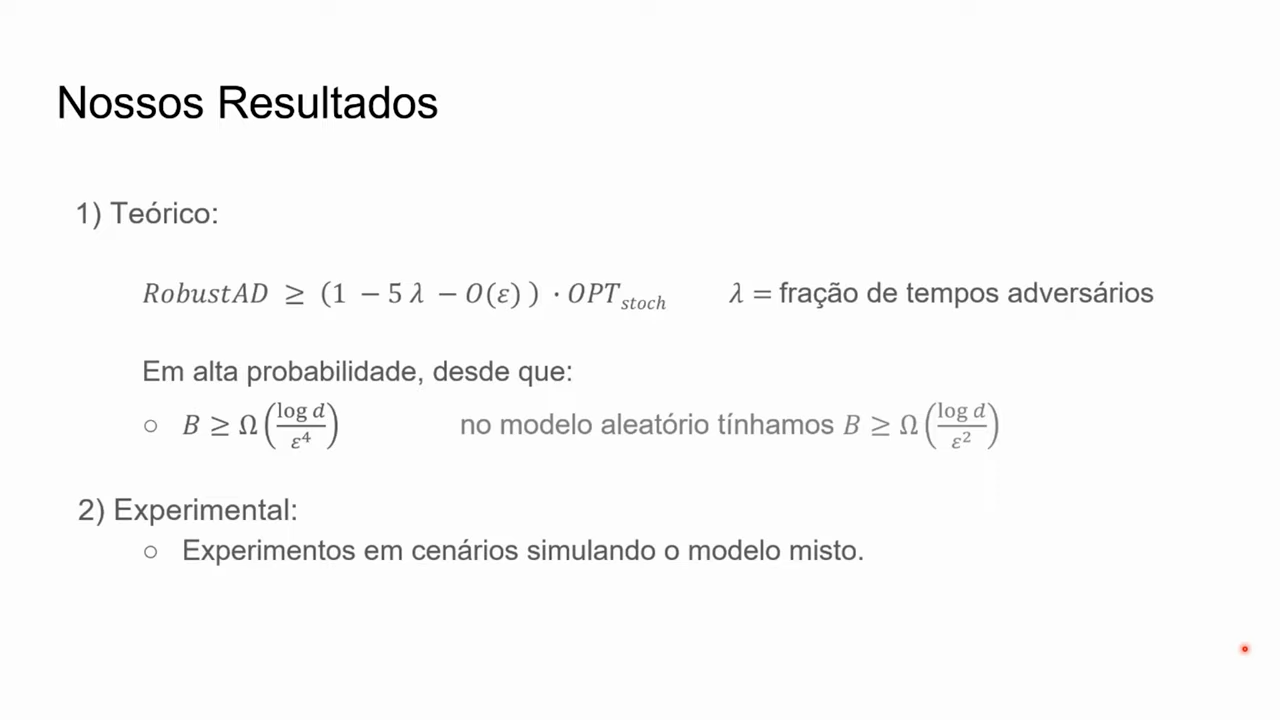 Nossos Resultados
1) Teórico:
RobustAD ≥ (1 − 5 λ − O(ε) ) · OPT_stoch λ = fração de tempos adversários
Em alta probabilidade, desde que:
○ B ≥ Ω(log d / ε⁴) no modelo aleatório tínhamos B ≥ Ω(log d / ε²)
2) Experimental:
○ Experimentos em cenários simulando o modelo misto.